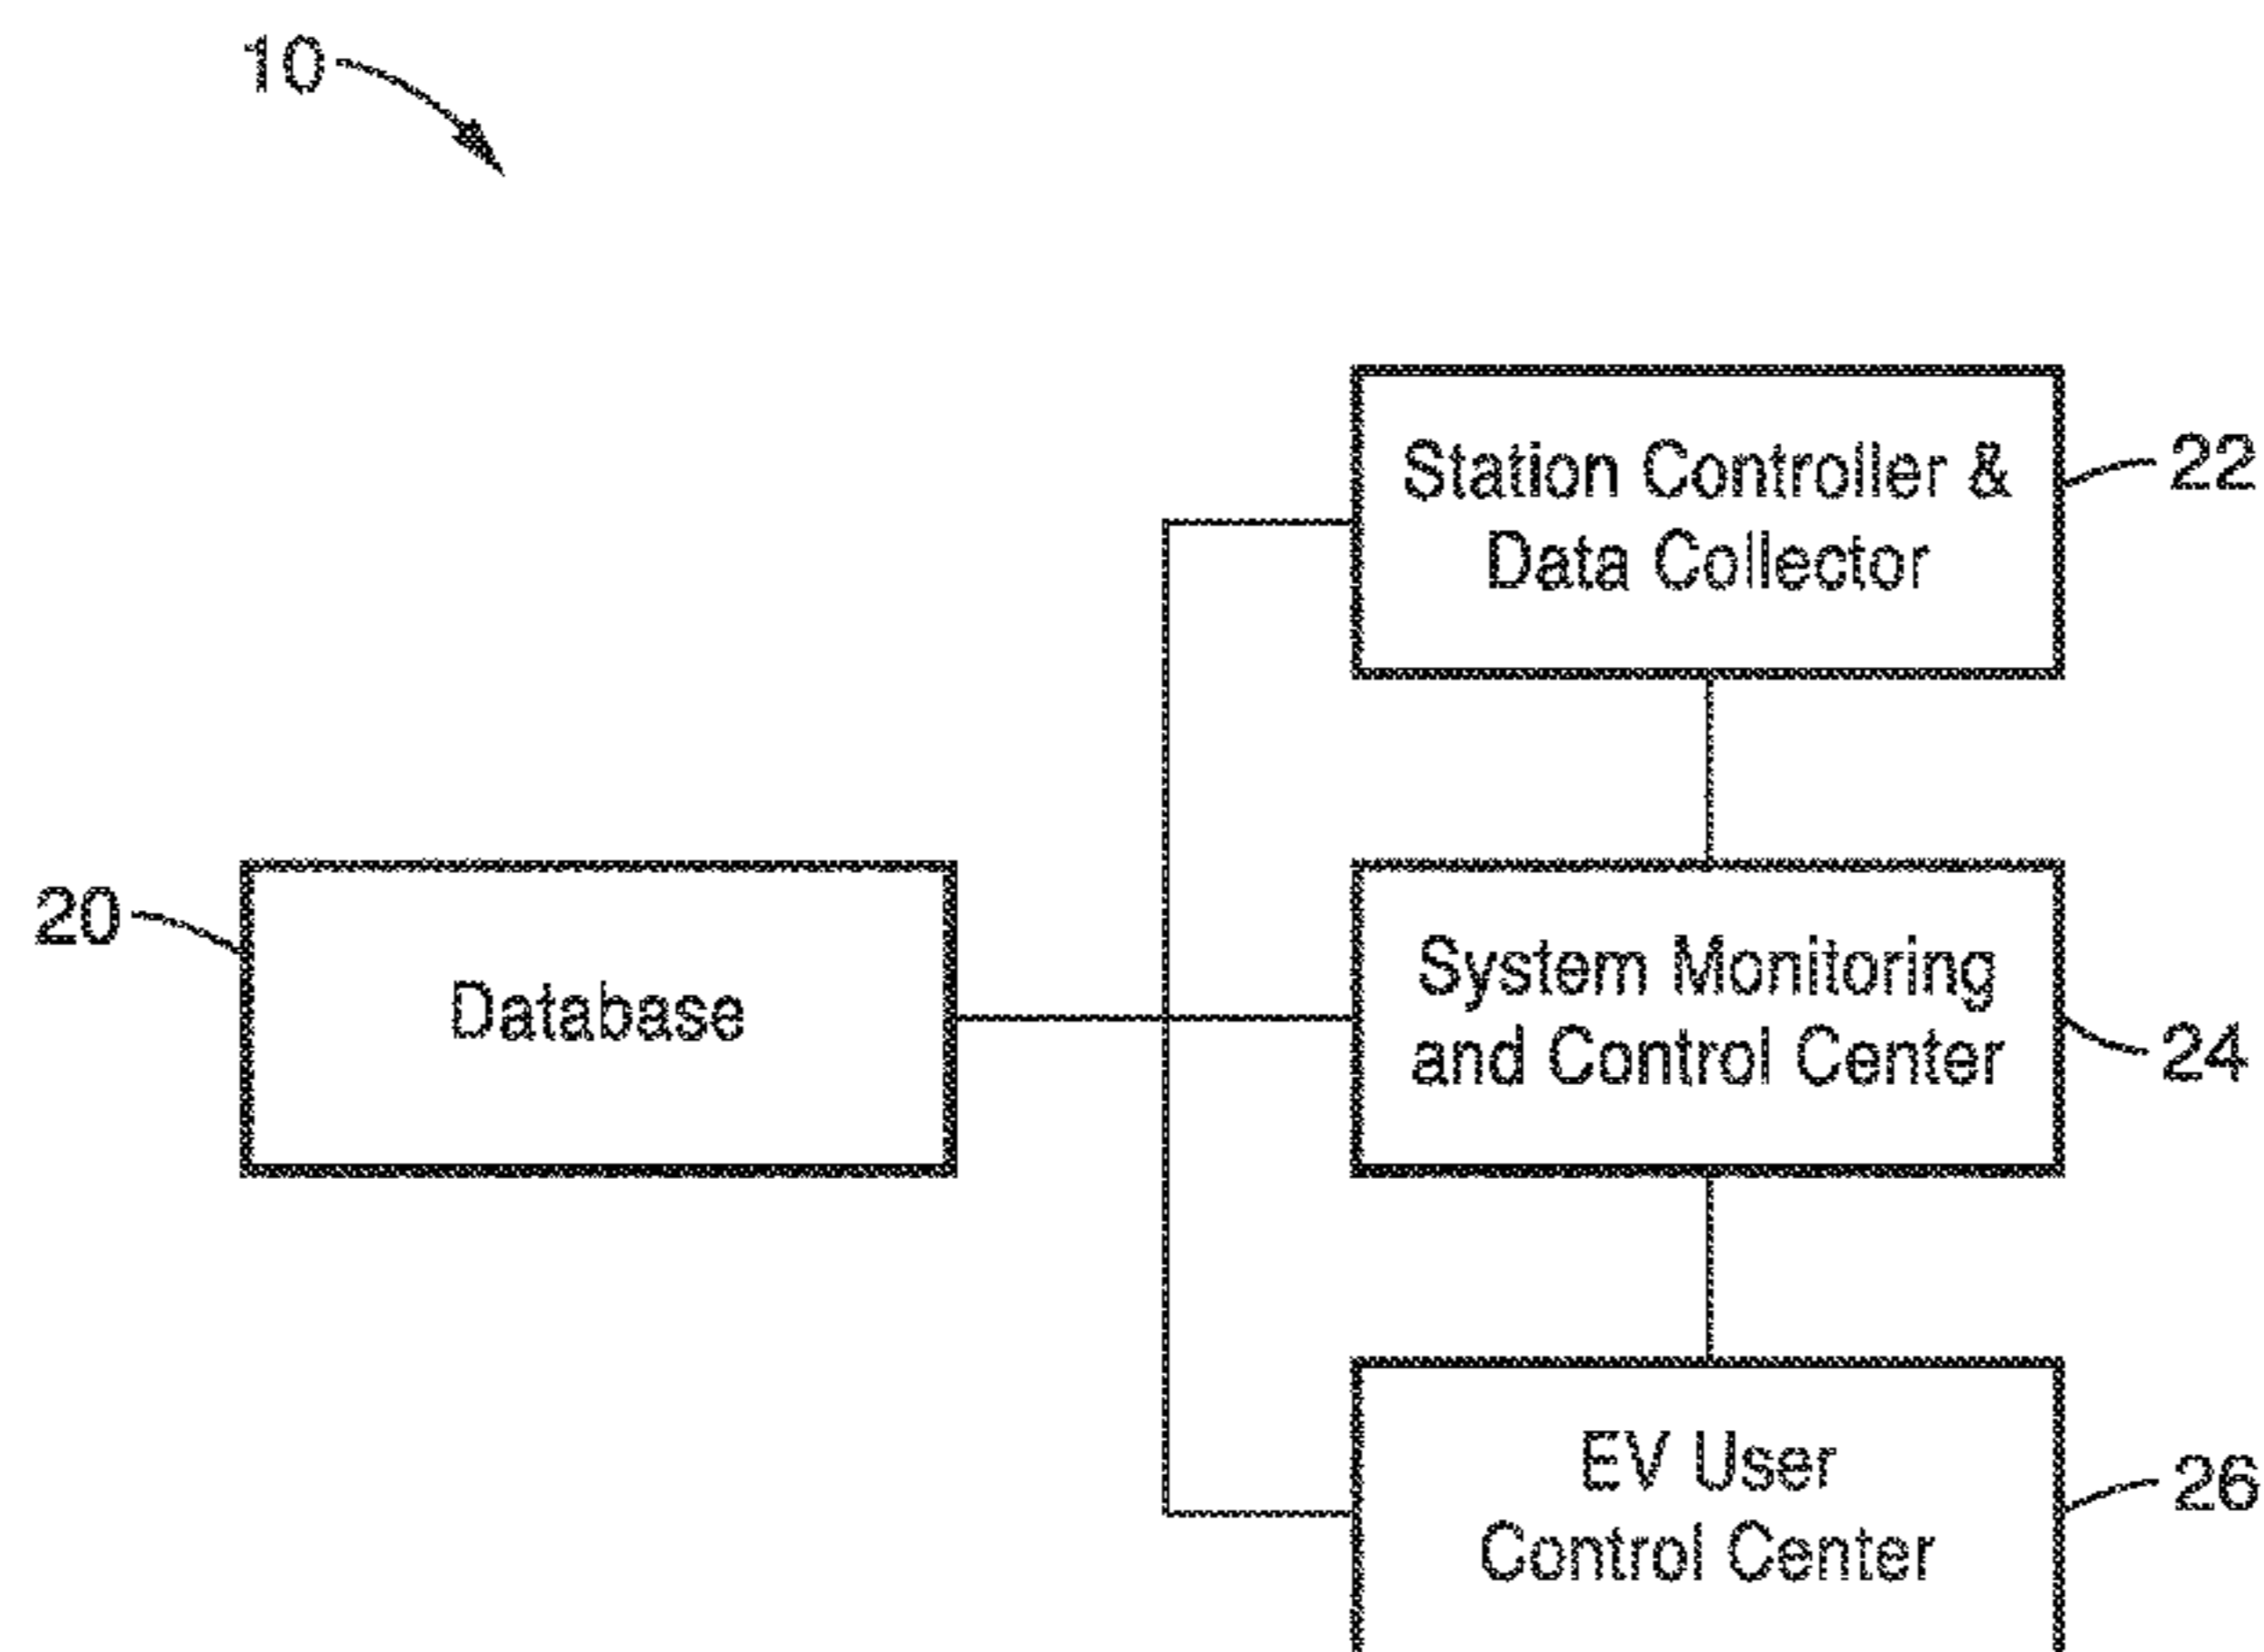 10
Station Controller &
Data Collector
22
20
Database
System Monitoring
and Control Center
24
EV User
Control Center
26